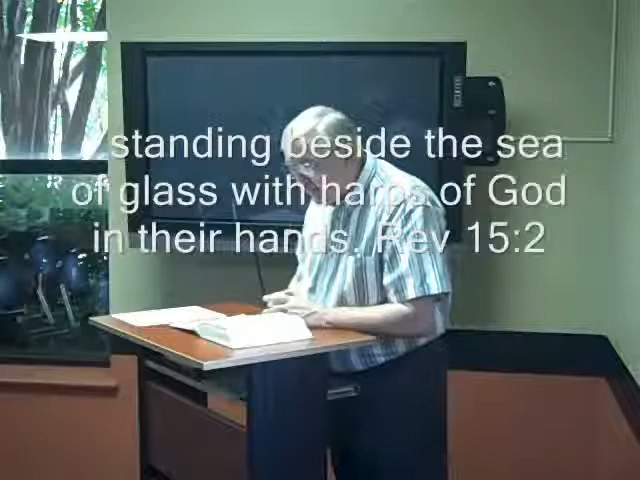 standing beside the sea
of glass with harps of God
in their hands. Rev 15:2